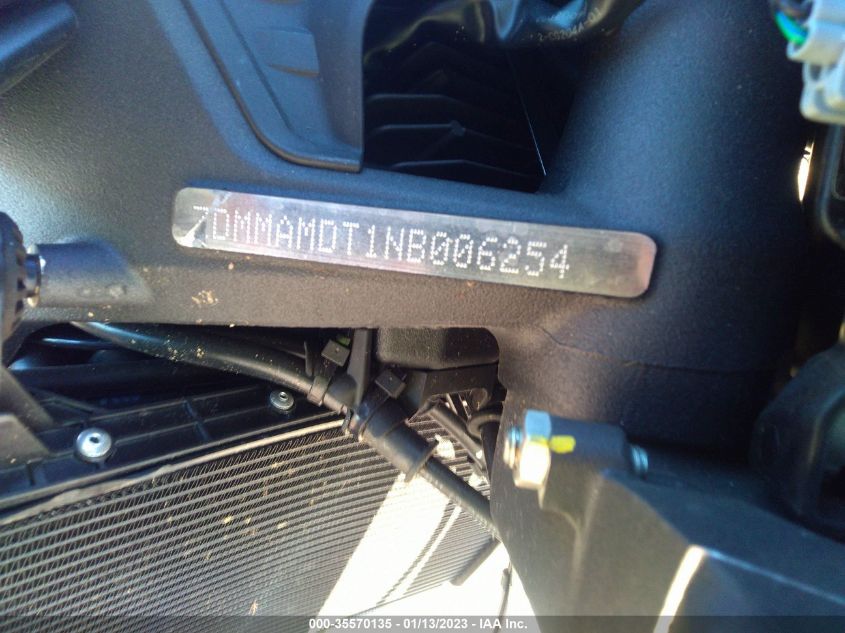 7DMMAMDT1NB006254
000-35570135 - 01/13/2023 - IAA Inc.